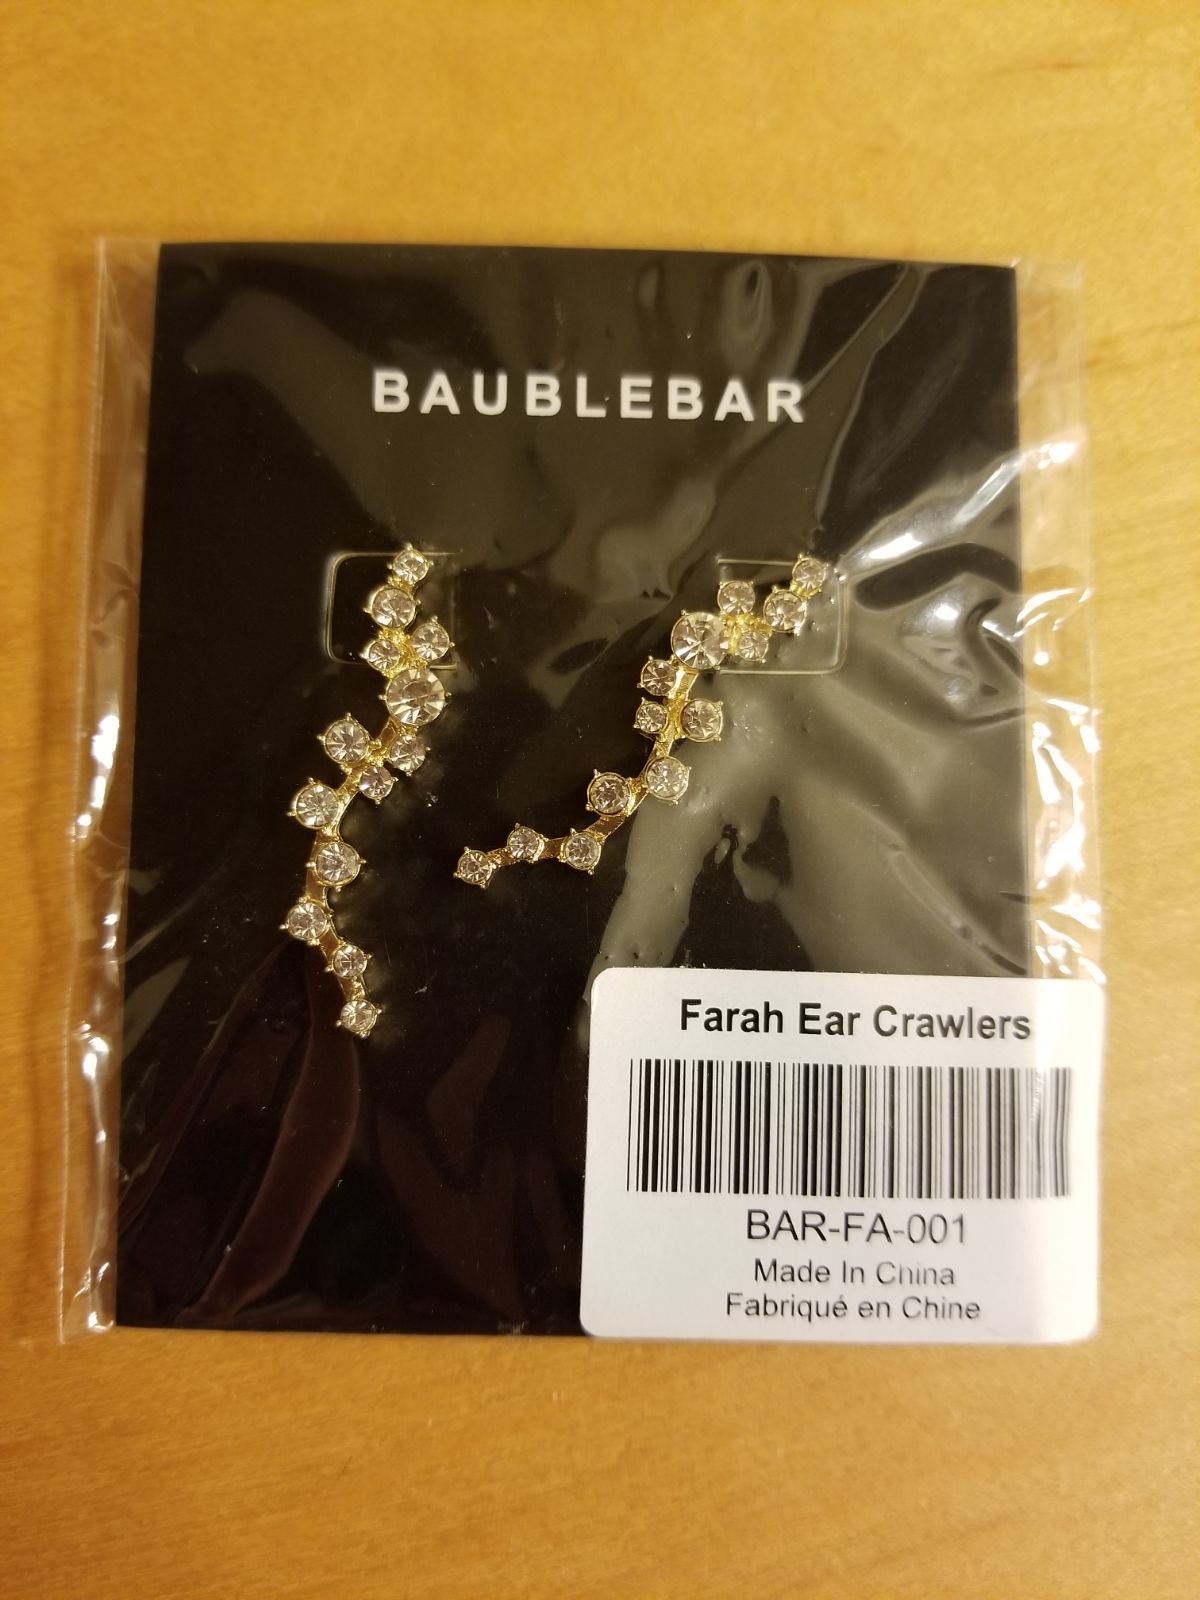 BAUBLEBAR
Farah Ear Crawlers
BAR-FA-001
Made In China
Fabriqué en Chine